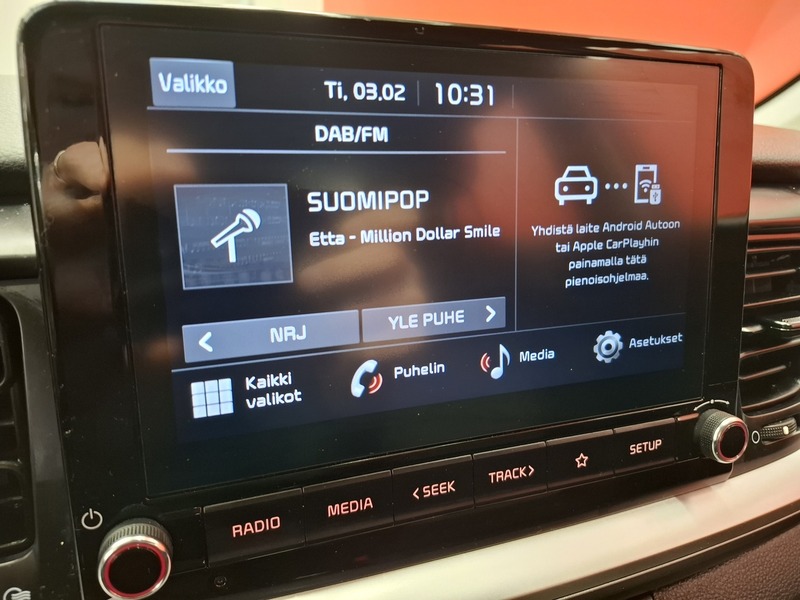 Valikko
Ti, 03.02
10:31
DAB/FM
SUOMIPOP
Etta - Million Dollar Smile
Yhdistä laite Android Autoon
tai Apple CarPlayhin
painamalla tätä
pienoisohjelmaa.
< NRJ
YLE PUHE >
Kaikki
valikot
Puhelin
Media
Asetukset
RADIO
MEDIA
< SEEK
TRACK >
SETUP